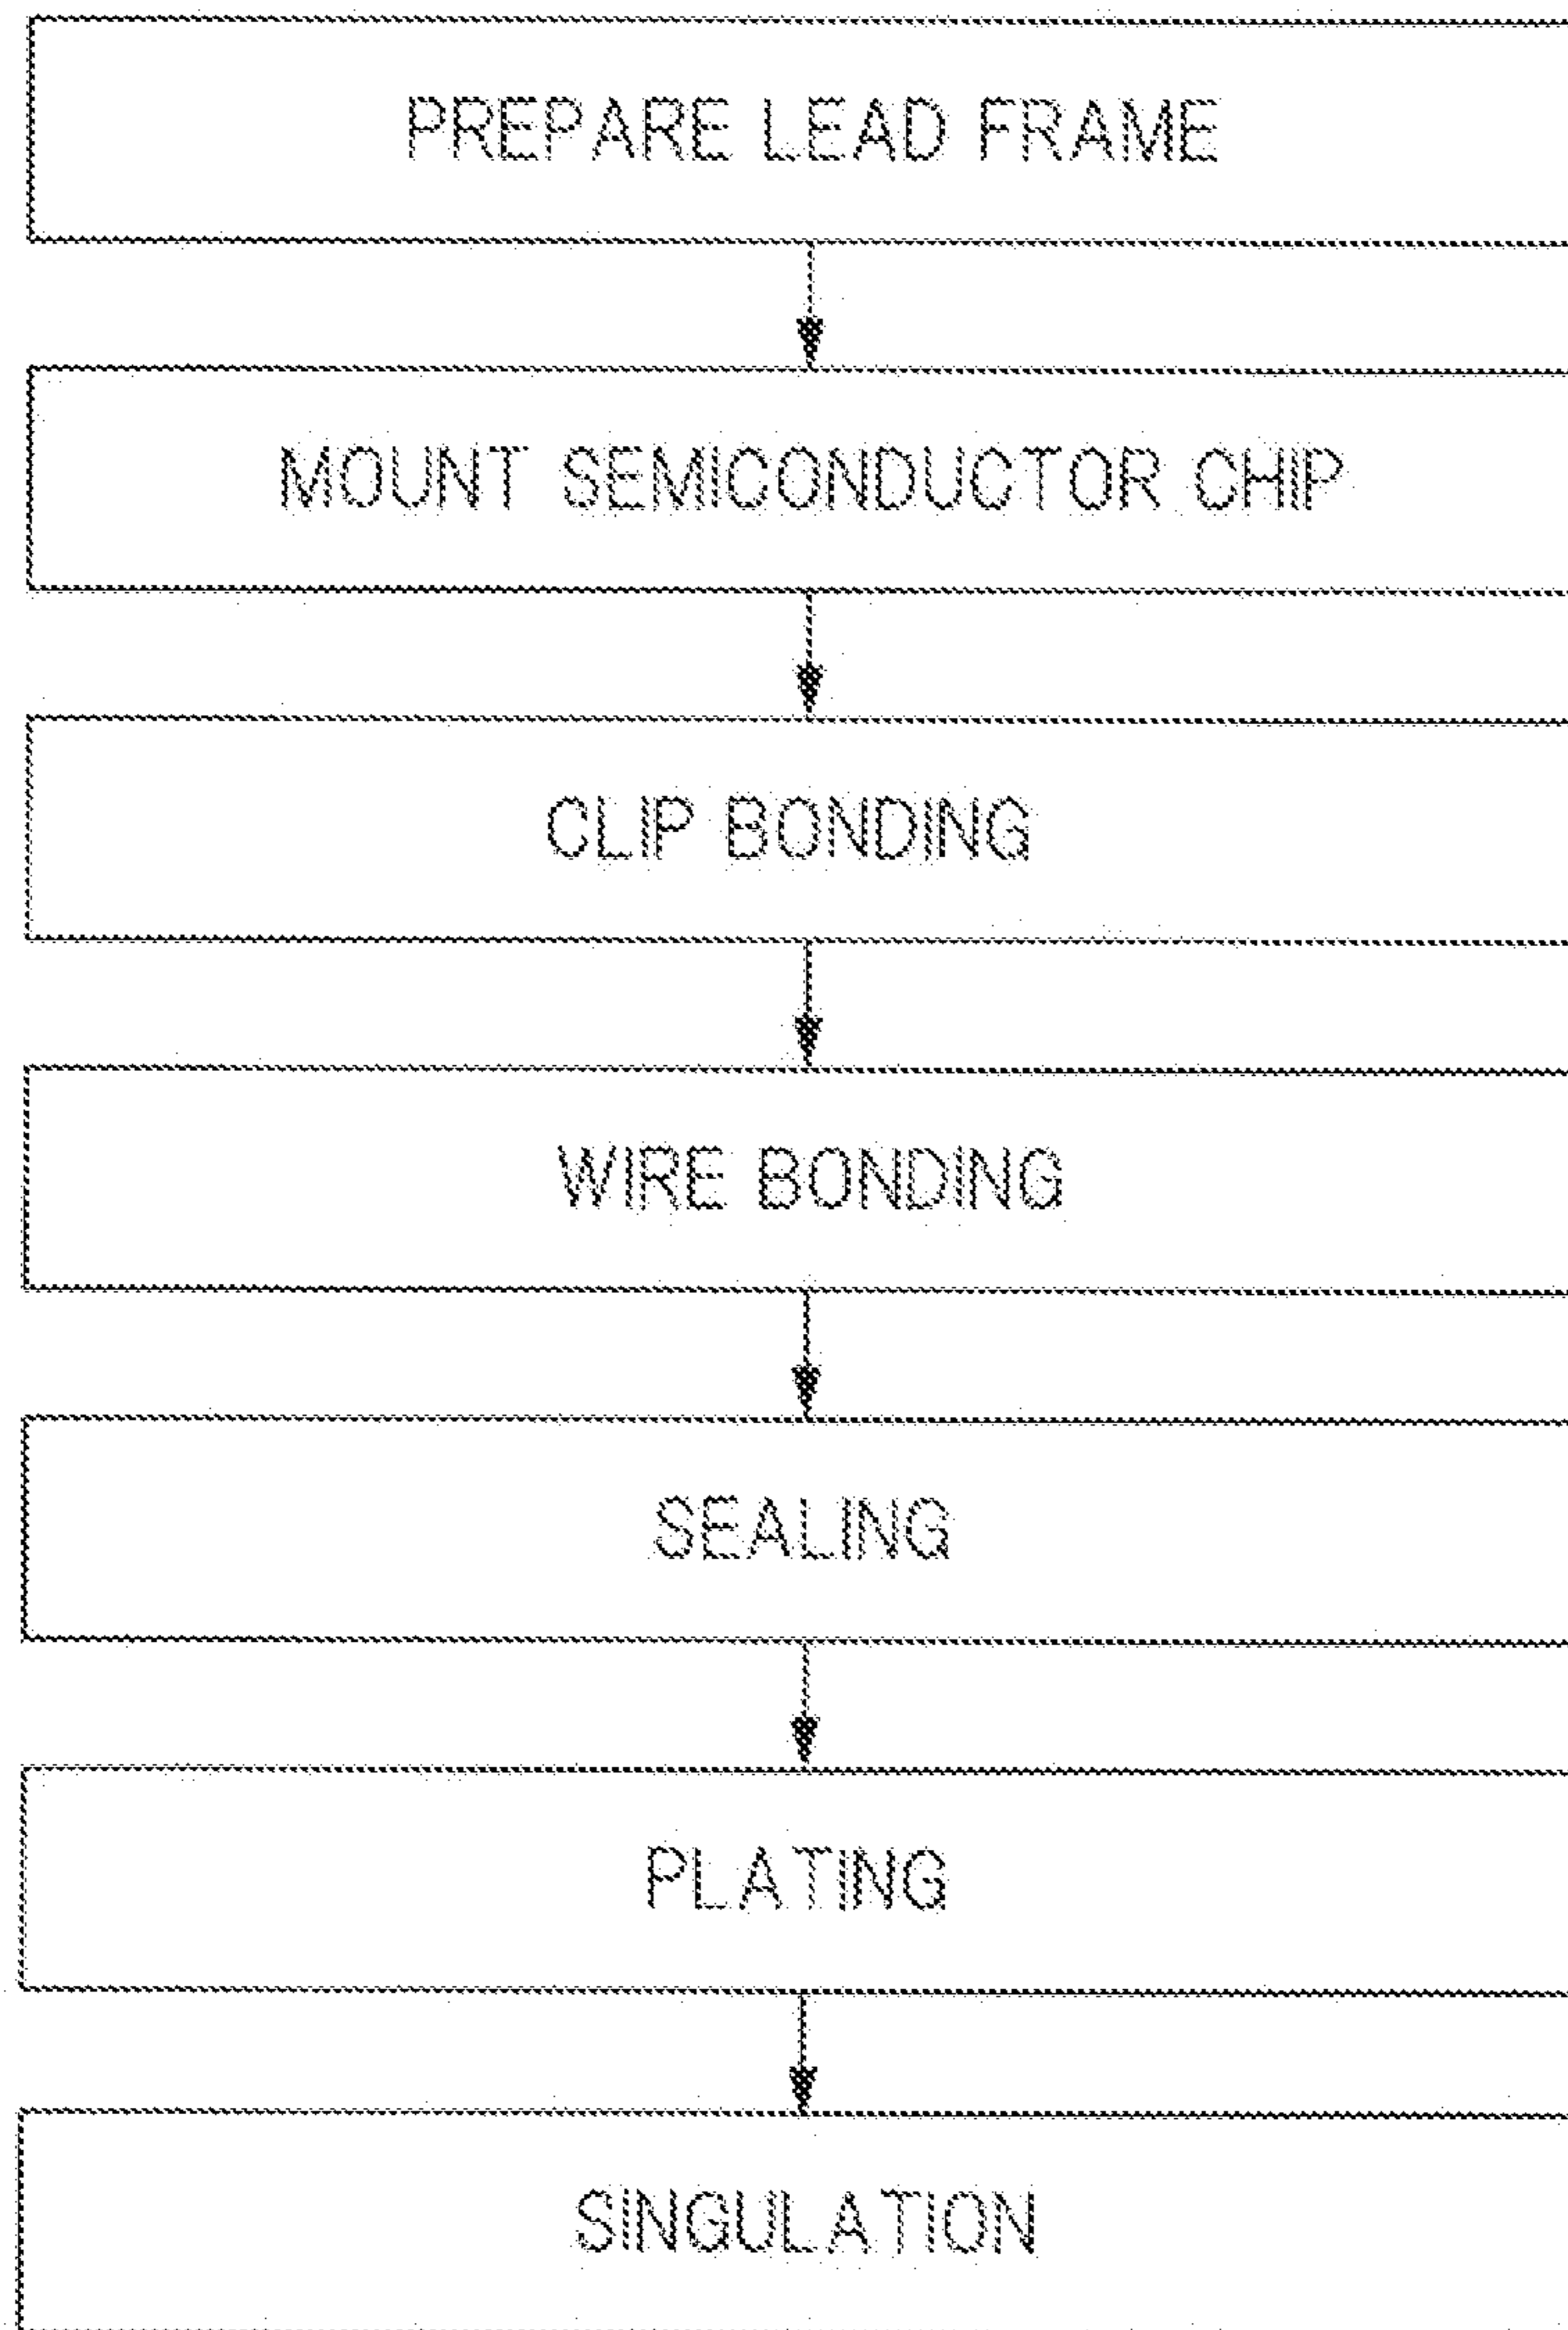 PREPARE LEAD FRAME
MOUNT SEMICONDUCTOR CHIP
CLIP BONDING
WIRE BONDING
SEALING
PLATING
SINGULATION